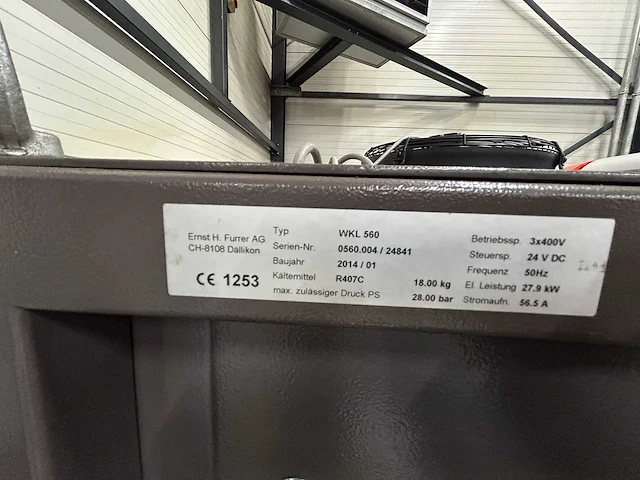 Ernst H. Furrer AG
CH-8108 Dällikon
CE 1253
Typ WKL 560
Serien-Nr. 0560.004 / 24841
Baujahr 2014 / 01
Kältemittel R407C 18.00 kg
max. zulässiger Druck PS 28.00 bar
Betriebssp. 3x400V
Steuersp. 24 V DC
Frequenz 50Hz
El. Leistung 27.9 kW
Stromaufn. 56.5 A